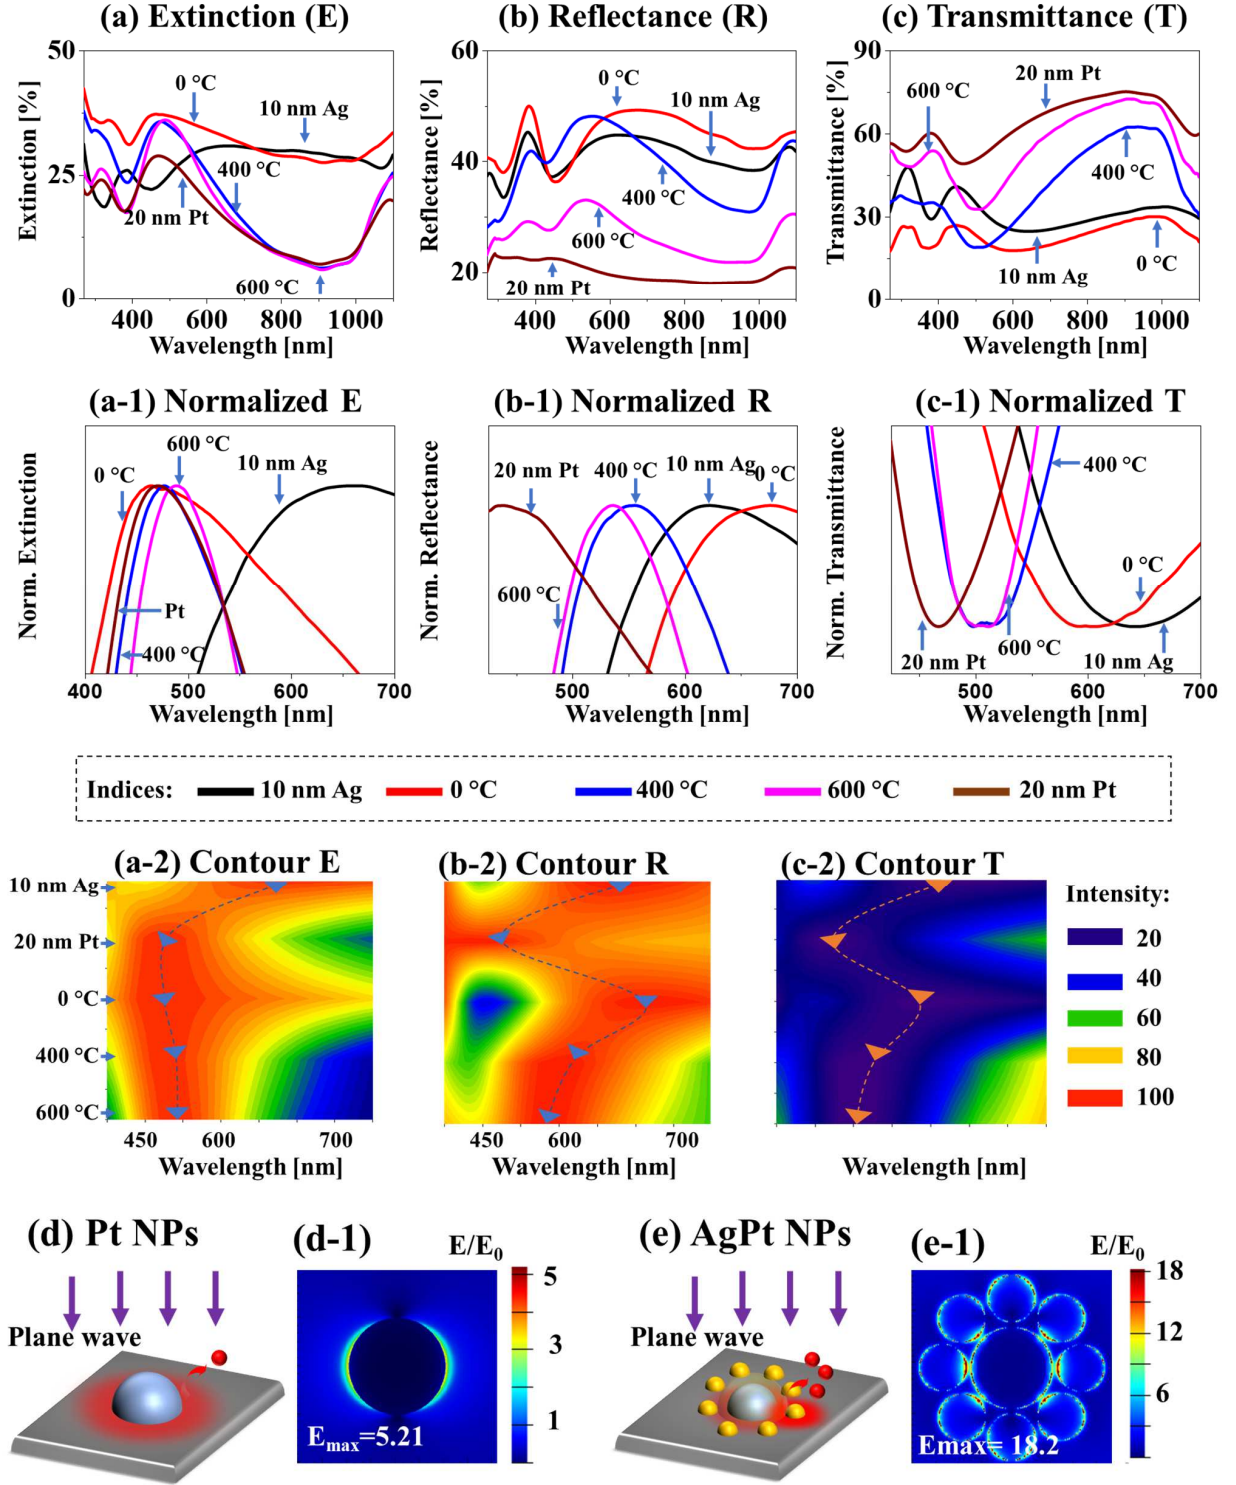 (a) Extinction (E)
(b) Reflectance (R)
(c) Transmittance (T)
Extinction [%]
50
25
0
0 °C
10 nm Ag
400 °C
20 nm Pt
600 °C
400 600 800 1000
Wavelength [nm]
Reflectance [%]
60
40
20
0 °C
10 nm Ag
400 °C
600 °C
20 nm Pt
400 600 800 1000
Wavelength [nm]
Transmittance [%]
90
60
30
0
600 °C
20 nm Pt
400 °C
10 nm Ag
0 °C
400 600 800 1000
Wavelength [nm]
(a-1) Normalized E
(b-1) Normalized R
(c-1) Normalized T
Norm. Extinction
600 °C
0 °C
10 nm Ag
Pt
400 °C
400 500 600 700
Wavelength [nm]
Norm. Reflectance
20 nm Pt
400 °C
10 nm Ag
0 °C
600 °C
500 600 700
Wavelength [nm]
Norm. Transmittance
400 °C
0 °C
20 nm Pt
600 °C
10 nm Ag
500 600 700
Wavelength [nm]
Indices: 10 nm Ag 0 °C 400 °C 600 °C 20 nm Pt
(a-2) Contour E
(b-2) Contour R
(c-2) Contour T
10 nm Ag
20 nm Pt
0 °C
400 °C
600 °C
450 600 700
Wavelength [nm]
450 600 700
Wavelength [nm]
Wavelength [nm]
Intensity:
20
40
60
80
100
(d) Pt NPs
Plane wave
(d-1)
E/E0
5
3
1
Emax=5.21
(e) AgPt NPs
Plane wave
(e-1)
E/E0
18
12
6
Emax= 18.2